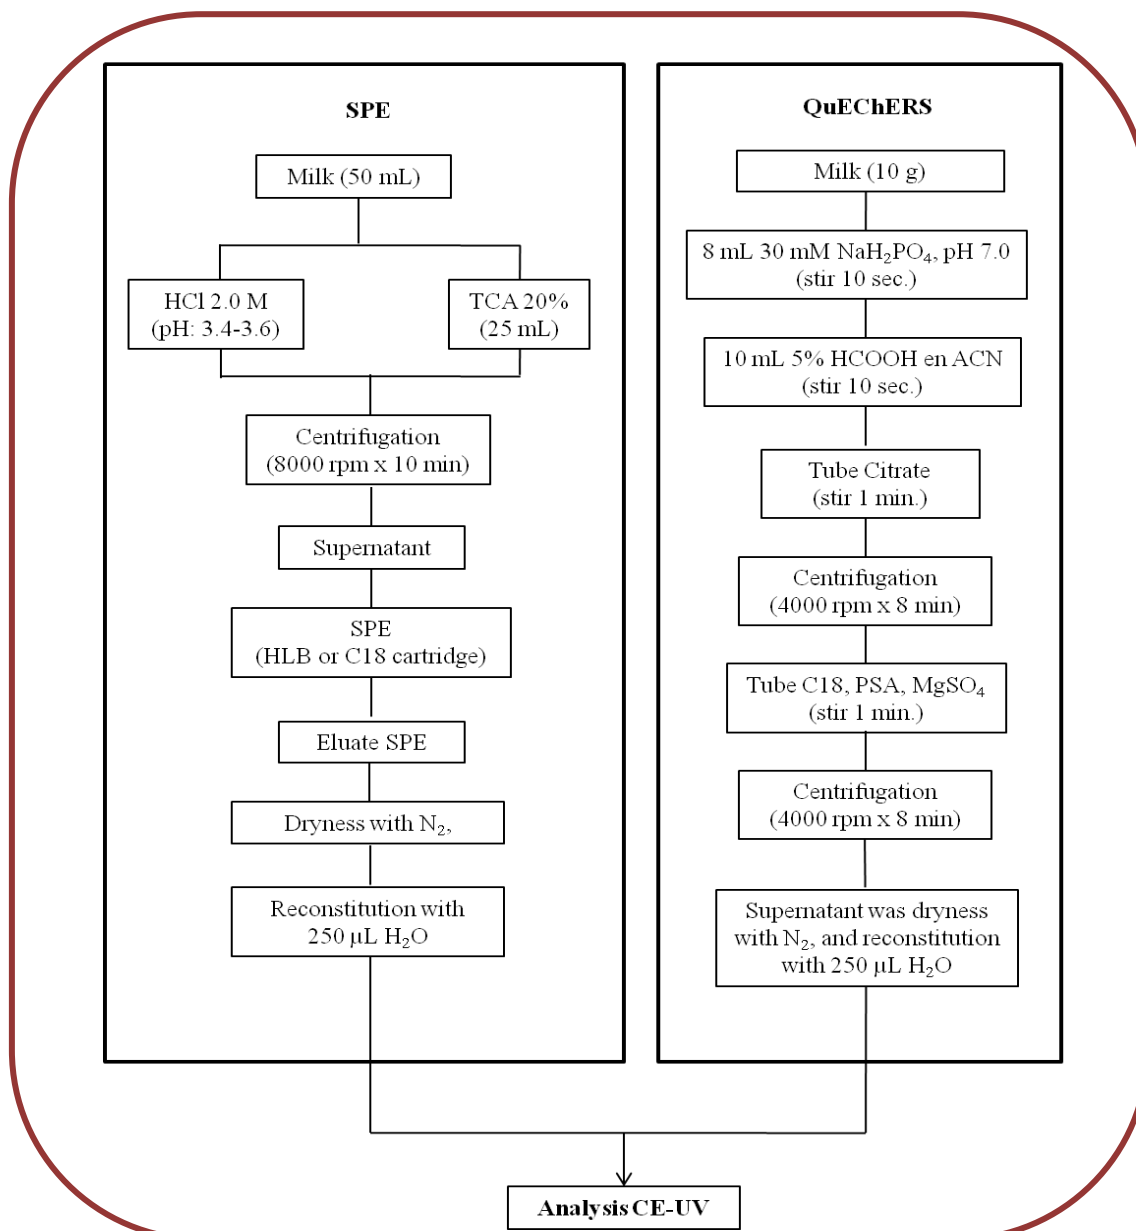 SPE
Milk (50 mL)
HCl 2.0 M
(pH: 3.4-3.6)
TCA 20%
(25 mL)
Centrifugation
(8000 rpm x 10 min)
Supernatant
SPE
(HLB or C18 cartridge)
Eluate SPE
Dryness with N₂,
Reconstitution with
250 µL H₂O
QuEChERS
Milk (10 g)
8 mL 30 mM NaH₂PO₄, pH 7.0
(stir 10 sec.)
10 mL 5% HCOOH en ACN
(stir 10 sec.)
Tube Citrate
(stir 1 min.)
Centrifugation
(4000 rpm x 8 min)
Tube C18, PSA, MgSO₄
(stir 1 min.)
Centrifugation
(4000 rpm x 8 min)
Supernatant was dryness
with N₂, and reconstitution
with 250 µL H₂O
Analysis CE-UV